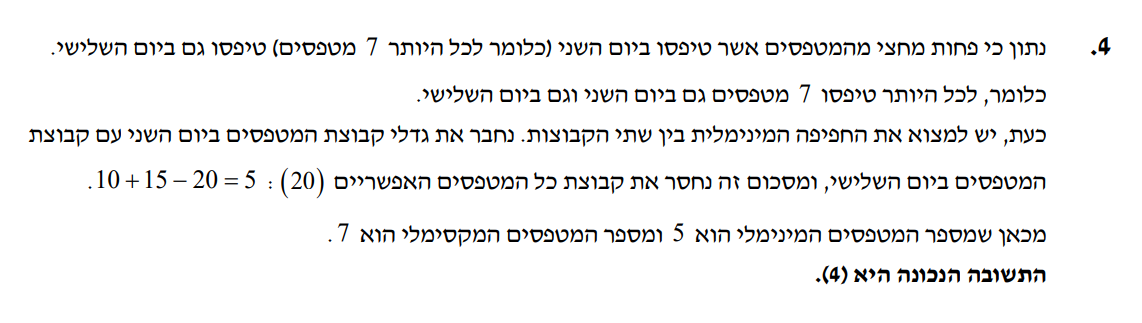 4. נתון כי פחות מחצי מהמטפסים אשר טיפסו ביום השני (כלומר לכל היותר 7 מטפסים) טיפסו גם ביום השלישי.
כלומר, לכל היותר טיפסו 7 מטפסים גם ביום השני וגם ביום השלישי.
כעת, יש למצוא את החפיפה המינימלית בין שתי הקבוצות. נחבר את גדלי קבוצת המטפסים ביום השני עם קבוצת
המטפסים ביום השלישי, ומסכום זה נחסר את קבוצת כל המטפסים האפשריים (20) : 10 + 15 − 20 = 5.
מכאן שמספר המטפסים המינימלי הוא 5 ומספר המטפסים המקסימלי הוא 7.
התשובה הנכונה היא (4).